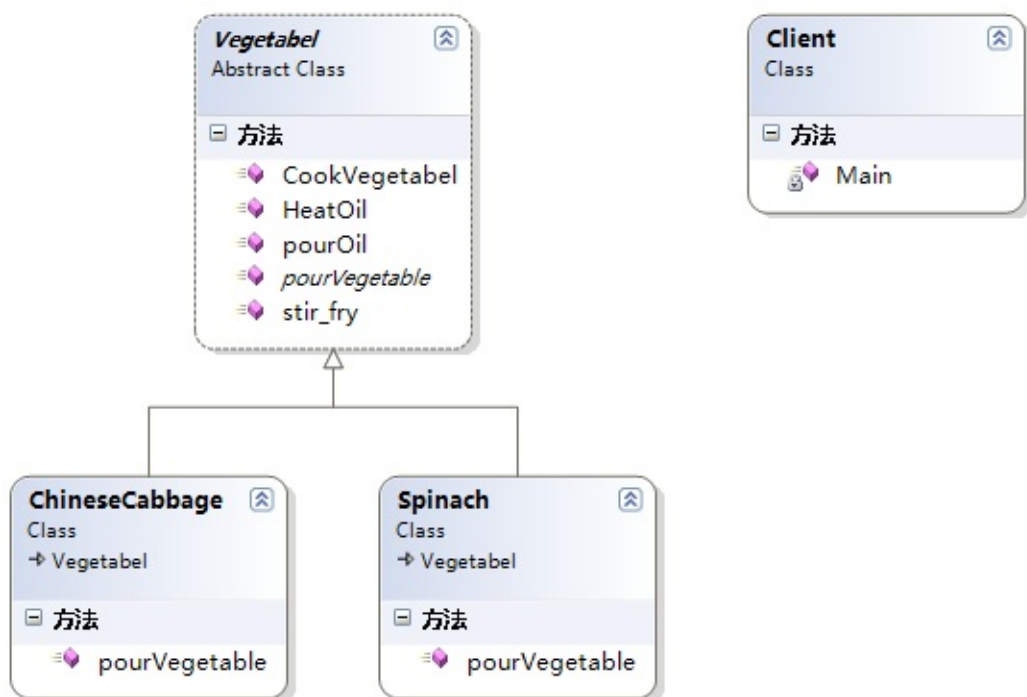 Vegetabel
Abstract Class
方法
CookVegetabel
HeatOil
pourOil
pourVegetable
stir_fry
Client
Class
方法
Main
ChineseCabbage
Class
Vegetabel
方法
pourVegetable
Spinach
Class
Vegetabel
方法
pourVegetable